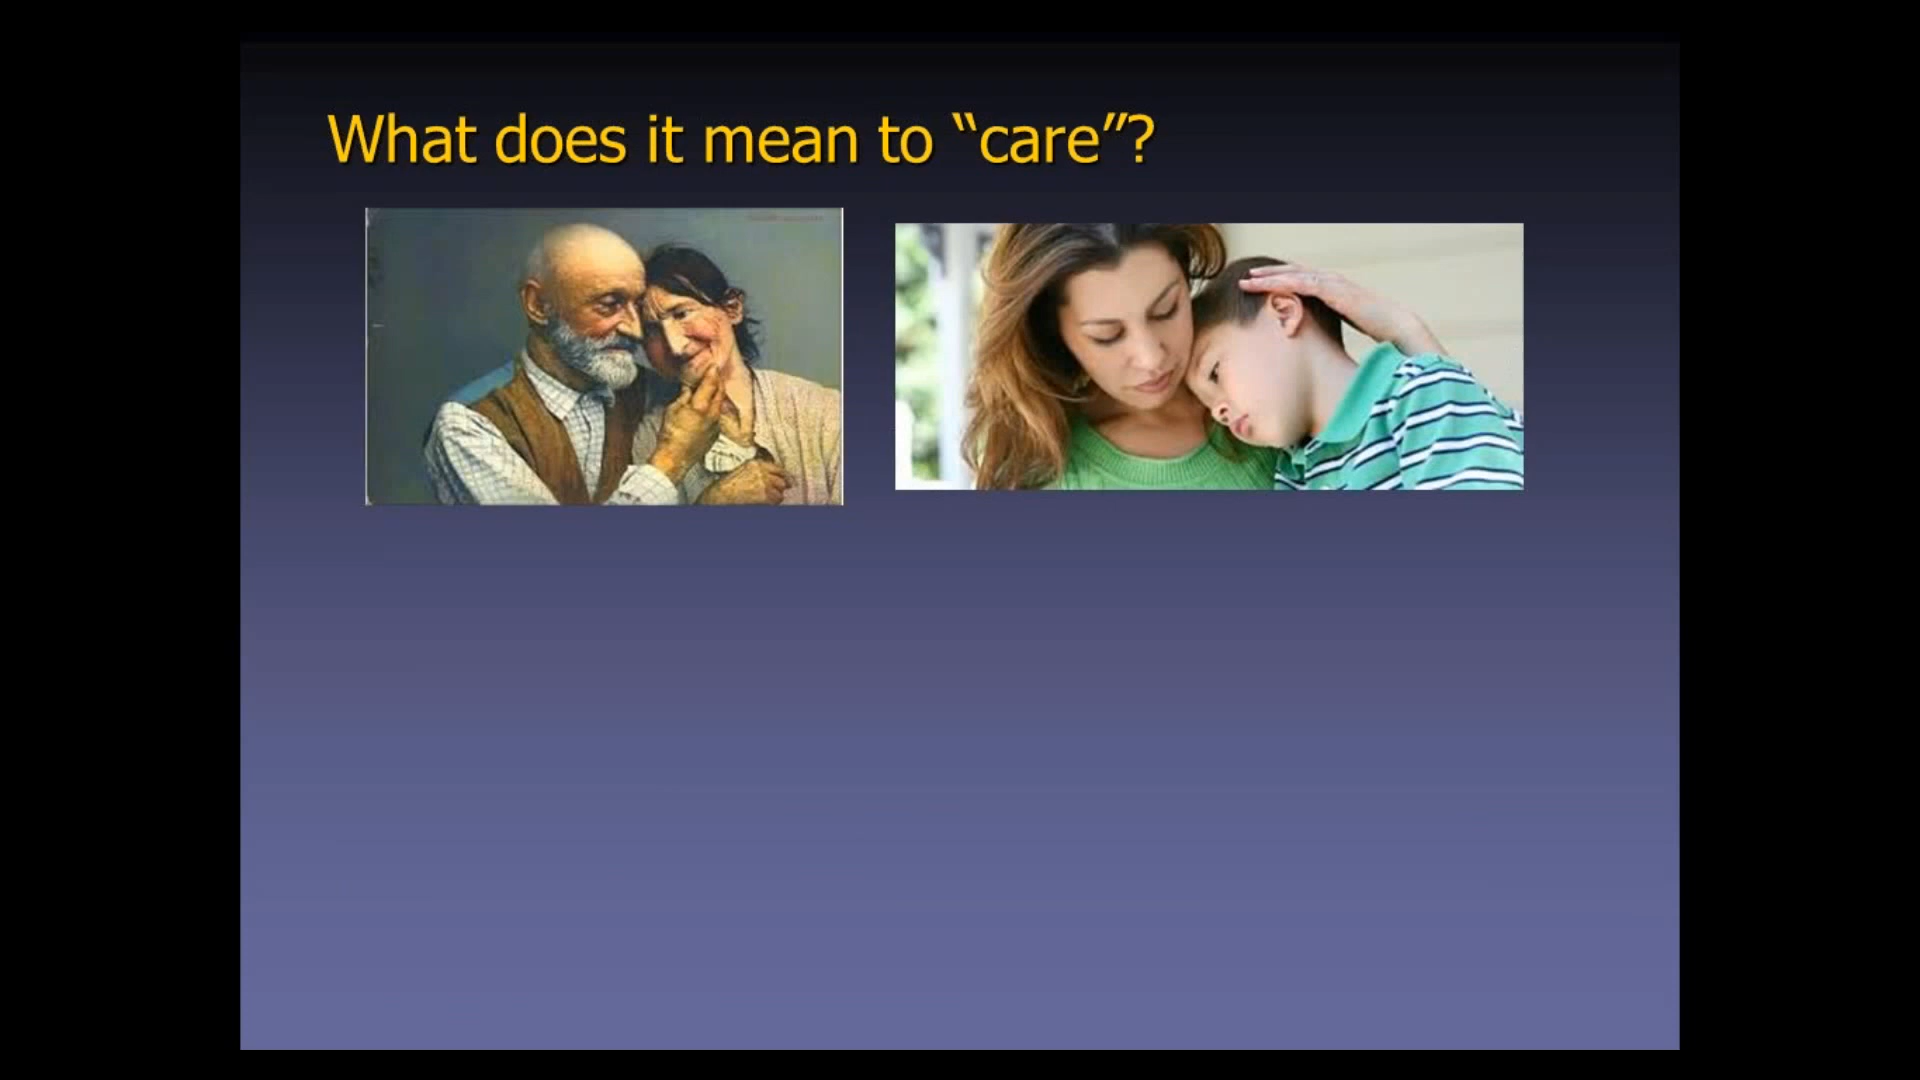 What does it mean to “care”?